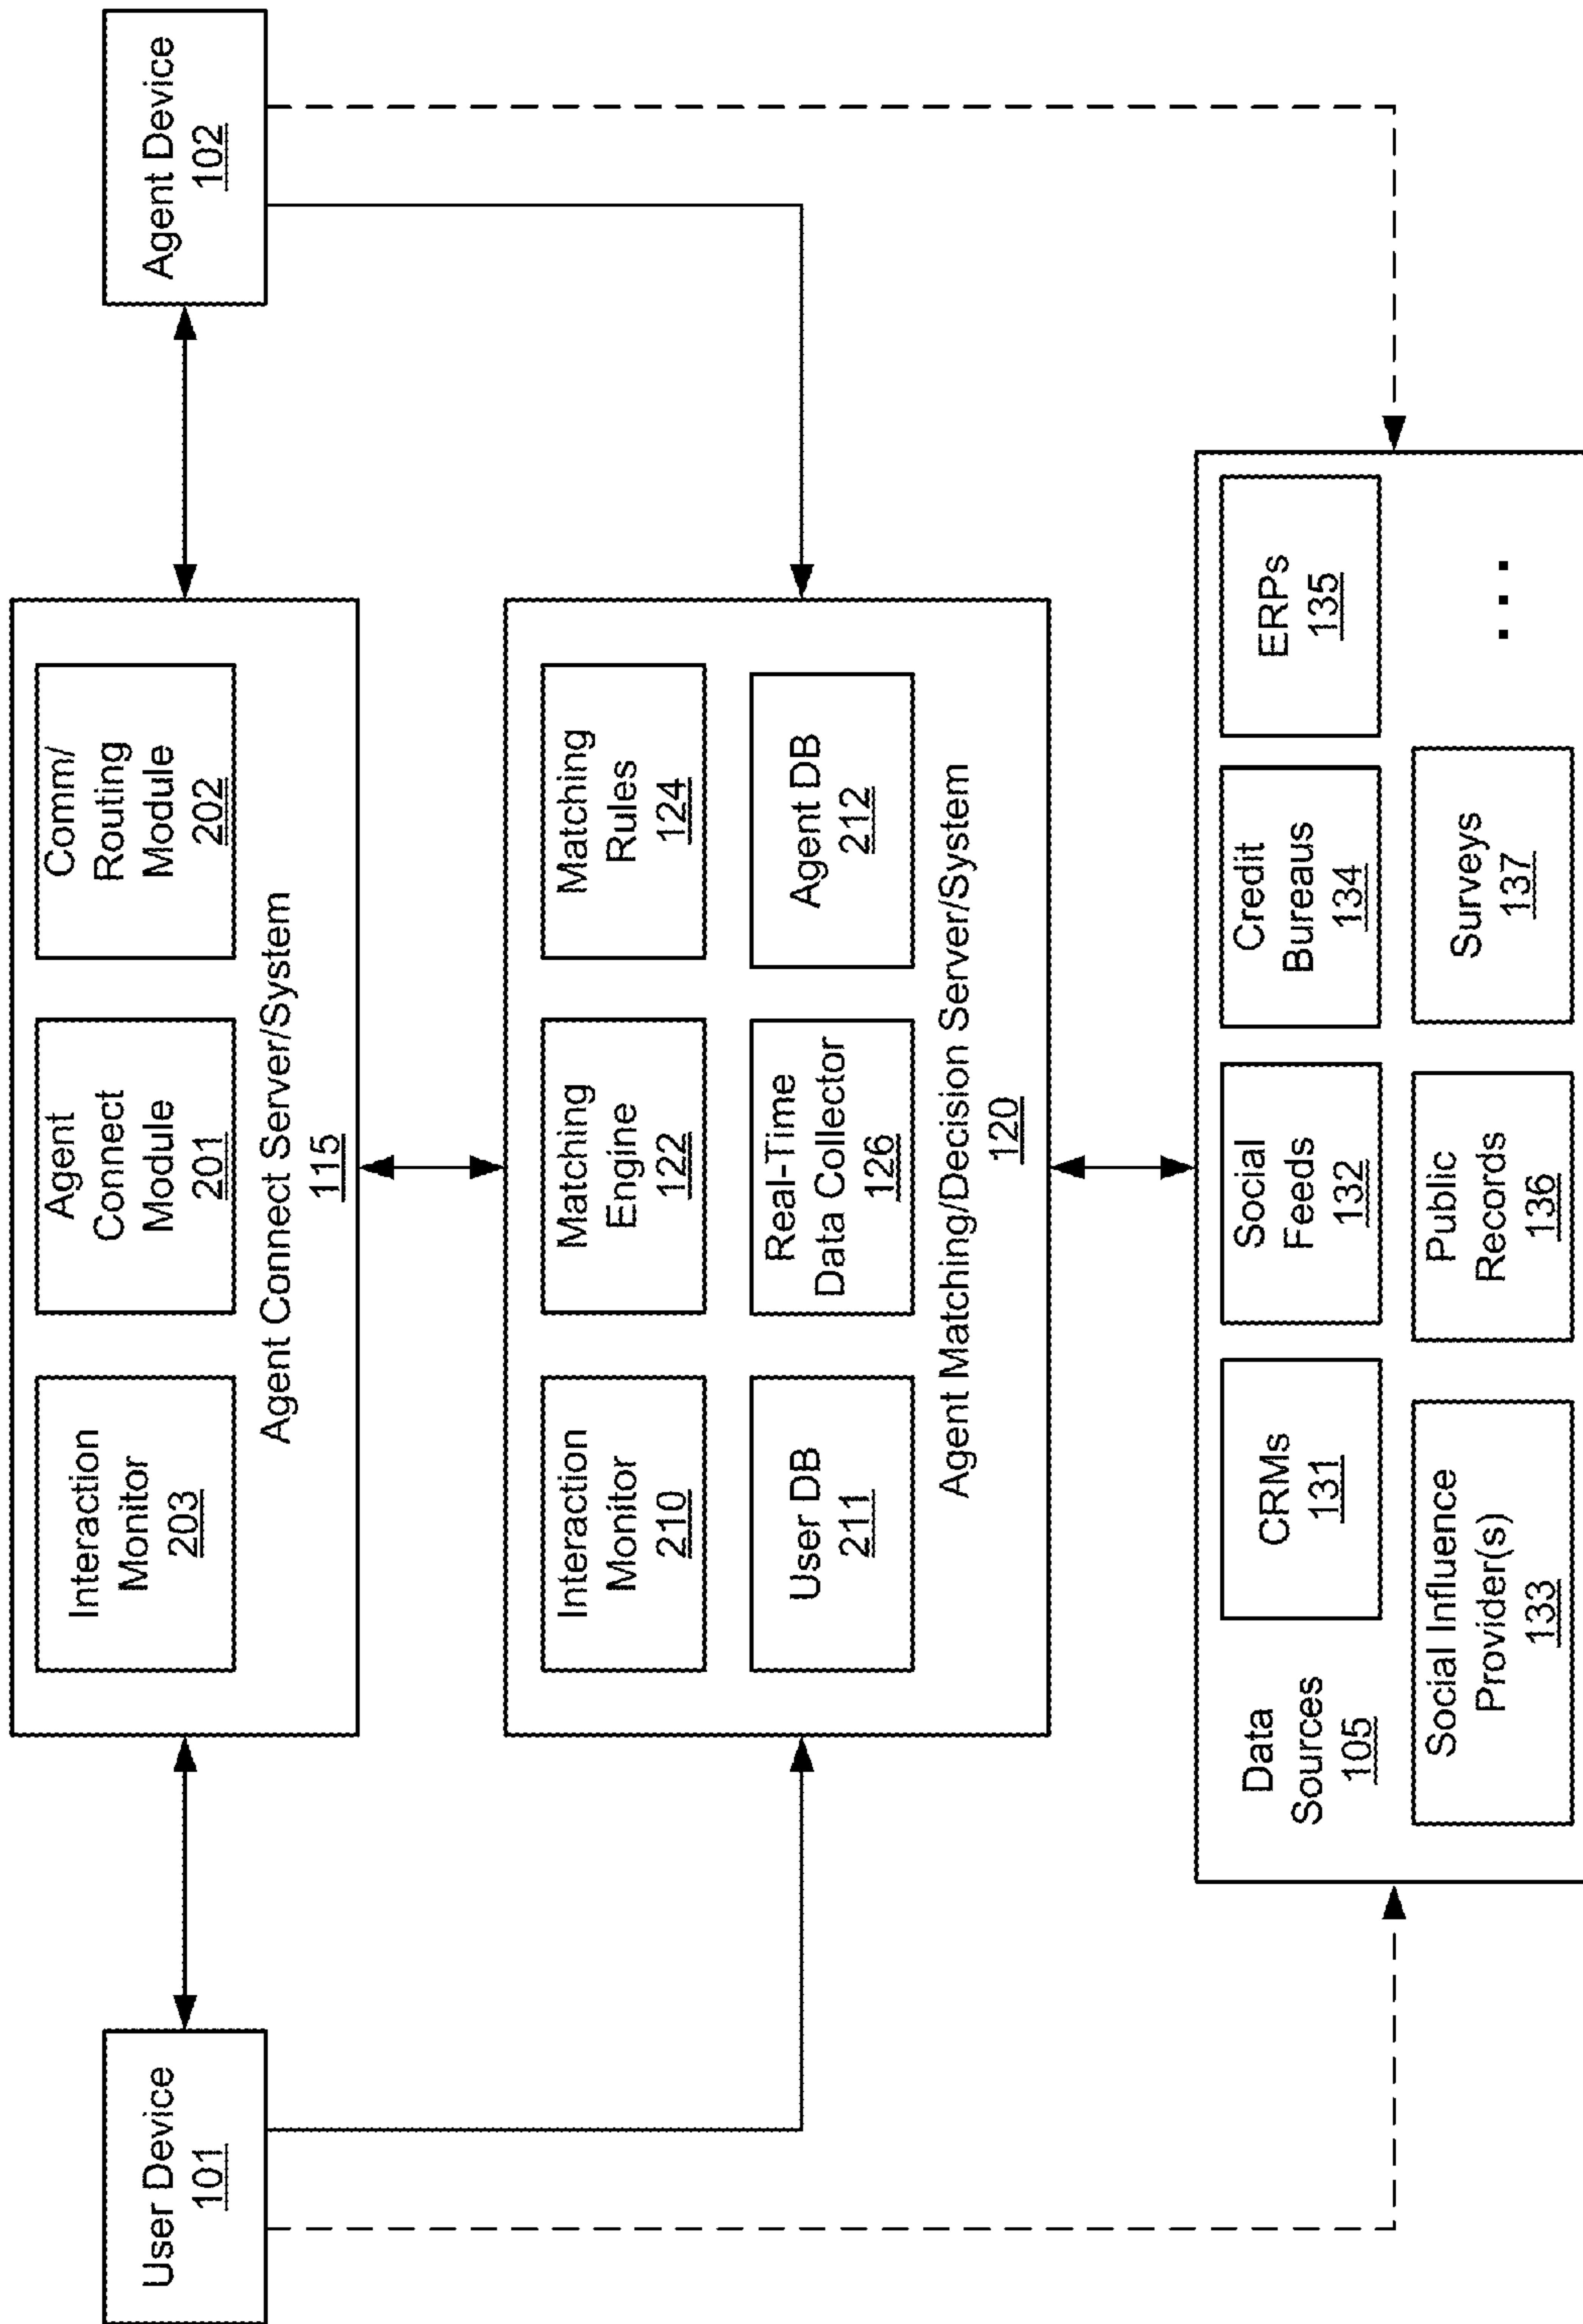 User Device
101
Interaction
Monitor
203
Agent
Connect
Module
201
Comm/
Routing
Module
202
Agent Connect Server/System
115
Agent Device
102
Interaction
Monitor
210
Matching
Engine
122
Matching
Rules
124
User DB
211
Real-Time
Data Collector
126
Agent DB
212
Agent Matching/Decision Server/System
120
Data
Sources
105
CRMs
131
Social
Feeds
132
Credit
Bureaus
134
ERPs
135
Social Influence
Provider(s)
133
Public
Records
136
Surveys
137
...